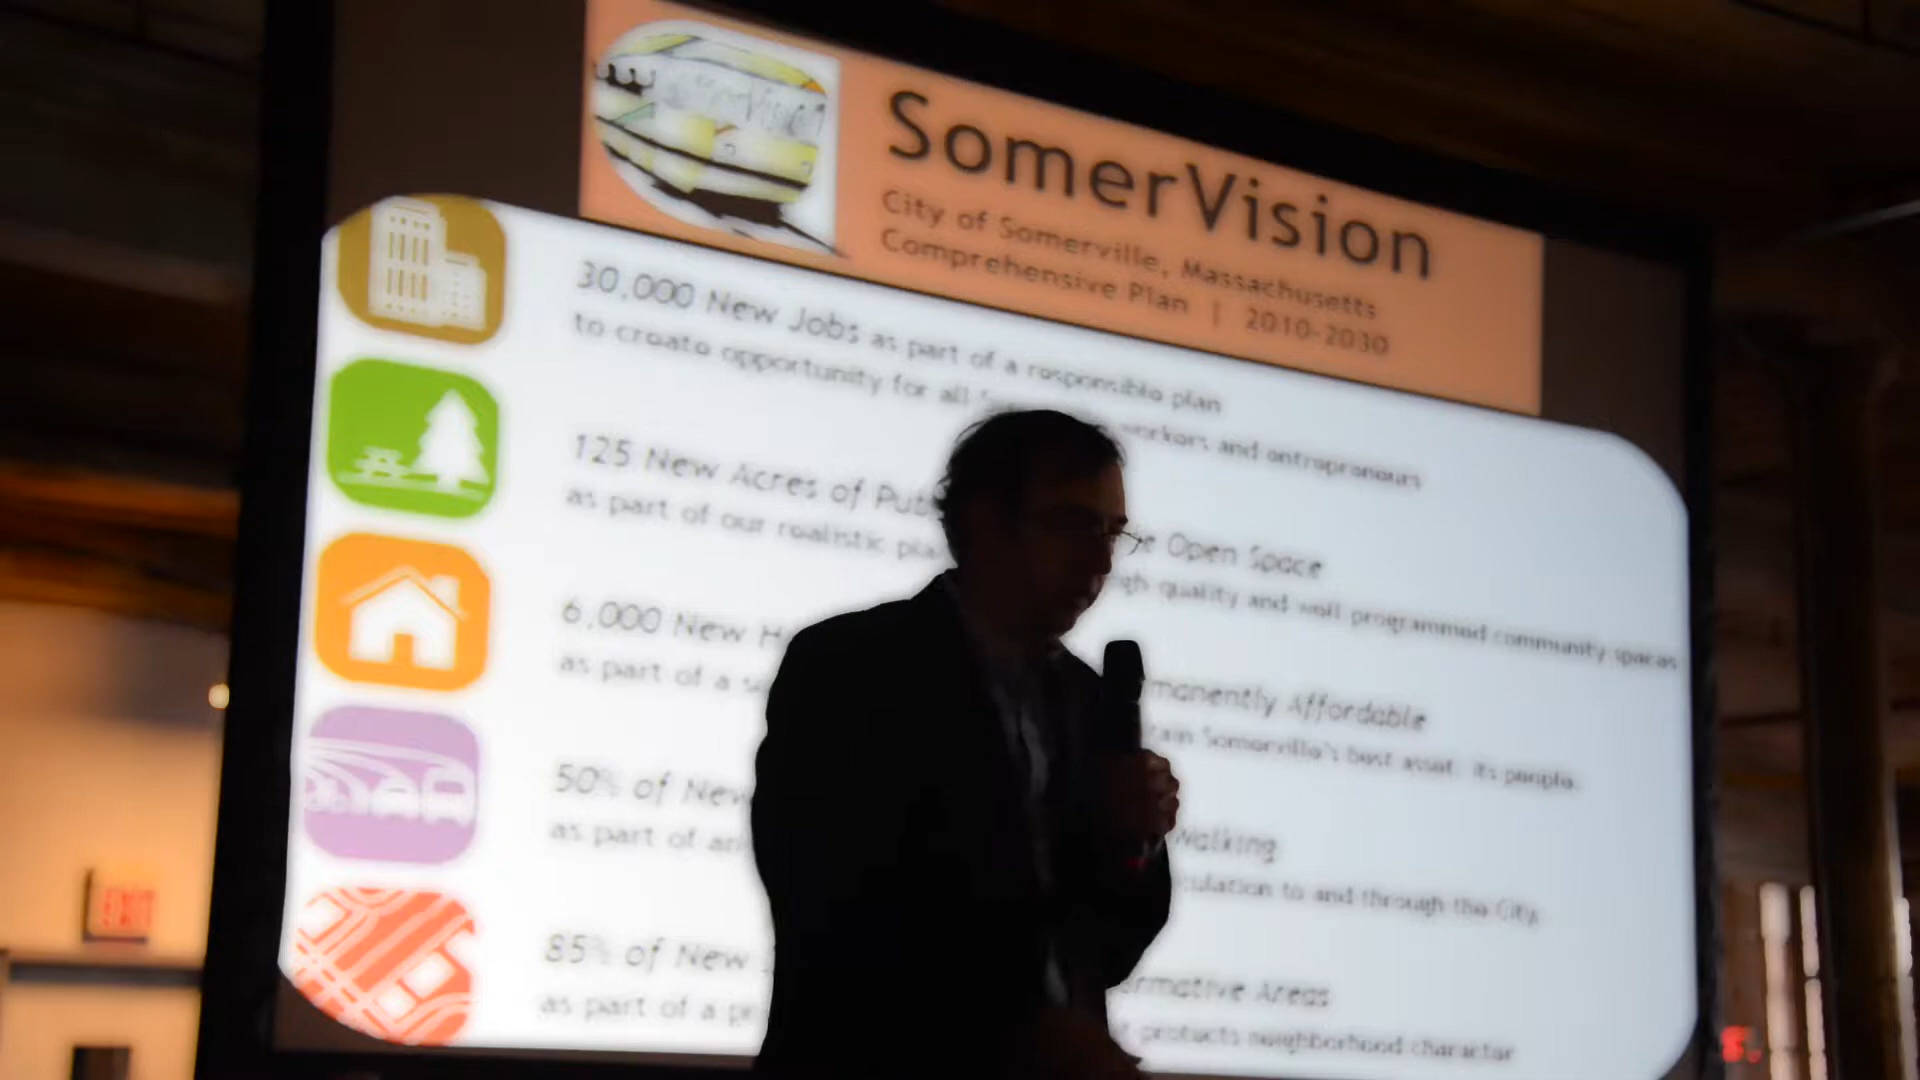 SomerVision
City of Somerville, Massachusetts
Comprehensive Plan | 2010-2030
30,000 New Jobs as part of a responsible plan
to create opportunity for all workers and entrepreneurs
125 New Acres of Open Space
as part of our realistic quality and well programmed community spaces
6,000 New Affordable
as part of a Somerville's best asset: its people.
50% of New Walking
as part of to and through the City.
85% of New Areas
as part of a protects neighborhood character
EXIT